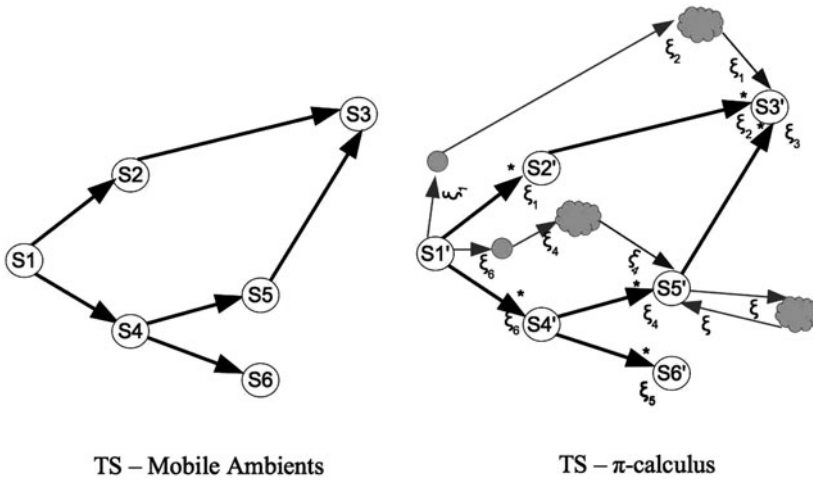 S1
S2
S3
S4
S5
S6
TS – Mobile Ambients
ξ₂
ξ₁
* S3'
ξ₂ * ξ₃
* S2'
ξ₁
ξ₁
S1'
ξ₆
ξ₄
* S4'
ξ₆
* S5'
ξ₄
ξ
ξ
* S6'
ξ₅
TS – π-calculus